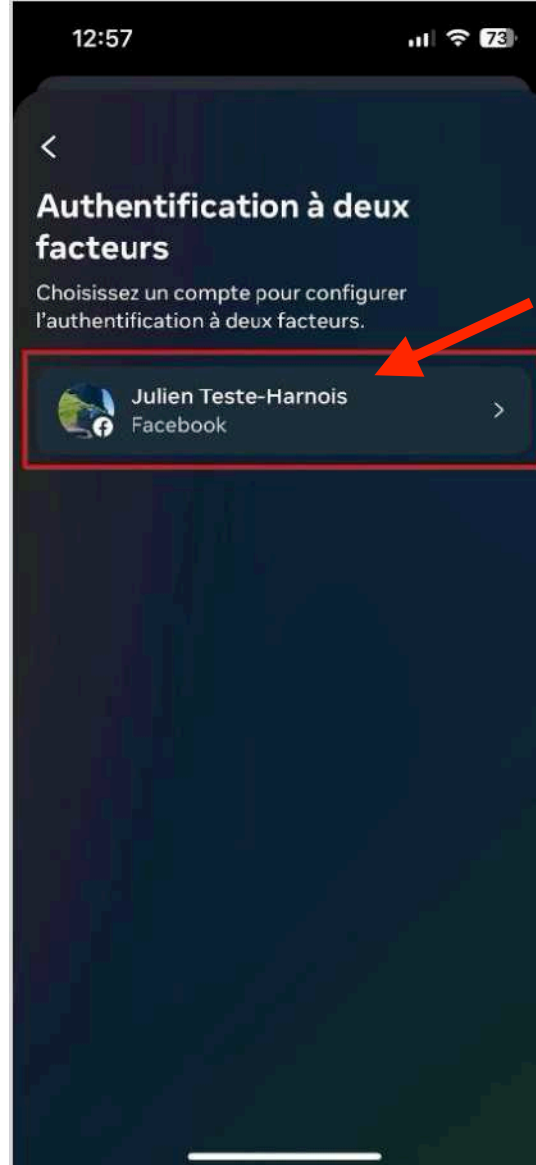 12:57
73
Authentification à deux
facteurs
Choisissez un compte pour configurer
l'authentification à deux facteurs.
Julien Teste-Harnois
Facebook